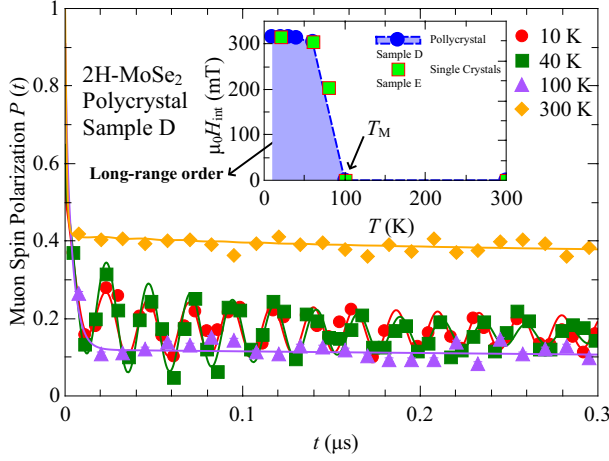 2H-MoSe₂
Polycrystal
Sample D
Long-range order
Muon Spin Polarization P (t)
1
0.8
0.6
0.4
0.2
0
0
0.1
0.2
0.3
t (μs)
μ₀Hint (mT)
300
200
100
0
0
100
200
300
T (K)
Pollycrystal
Sample D
Single Crystals
Sample E
TM
10 K
40 K
100 K
300 K